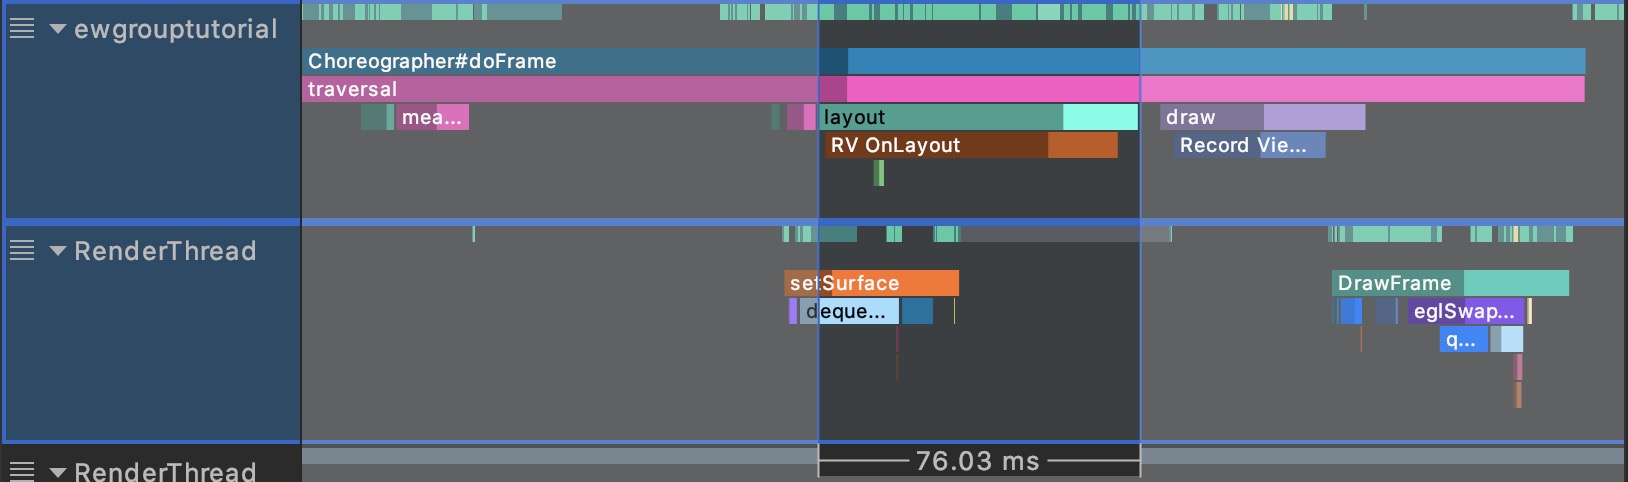 ewgrouptutorial
Choreographer#doFrame
traversal
mea...
layout
draw
RV OnLayout
Record Vie...
RenderThread
setSurface
DrawFrame
deque...
eglSwap...
q...
RenderThread
76.03 ms